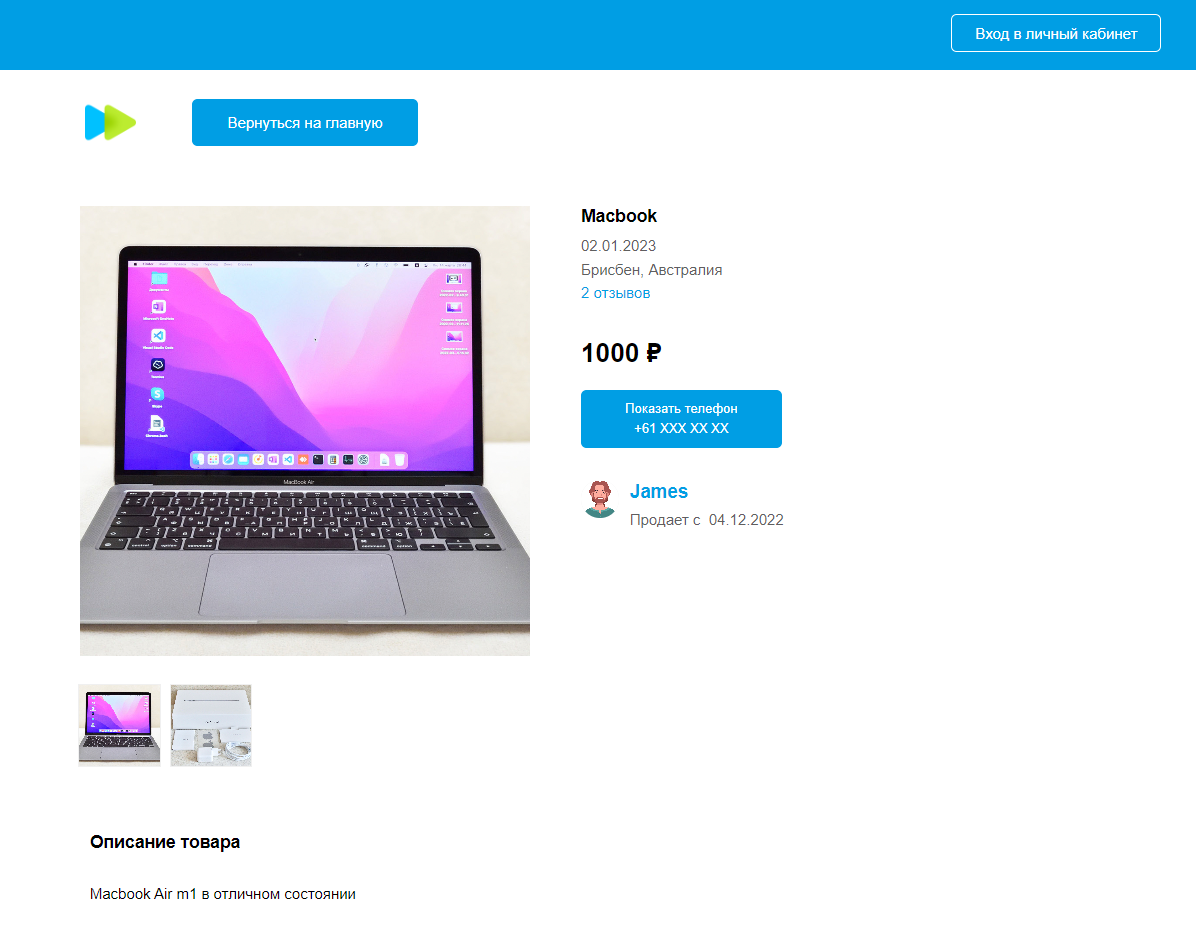 Вход в личный кабинет
Вернуться на главную
Macbook
02.01.2023
Брисбен, Австралия
2 отзывов
1000 ₽
Показать телефон
+61 XXX XX XX
James
Продает с 04.12.2022
MacBook Air
Описание товара
Macbook Air m1 в отличном состоянии